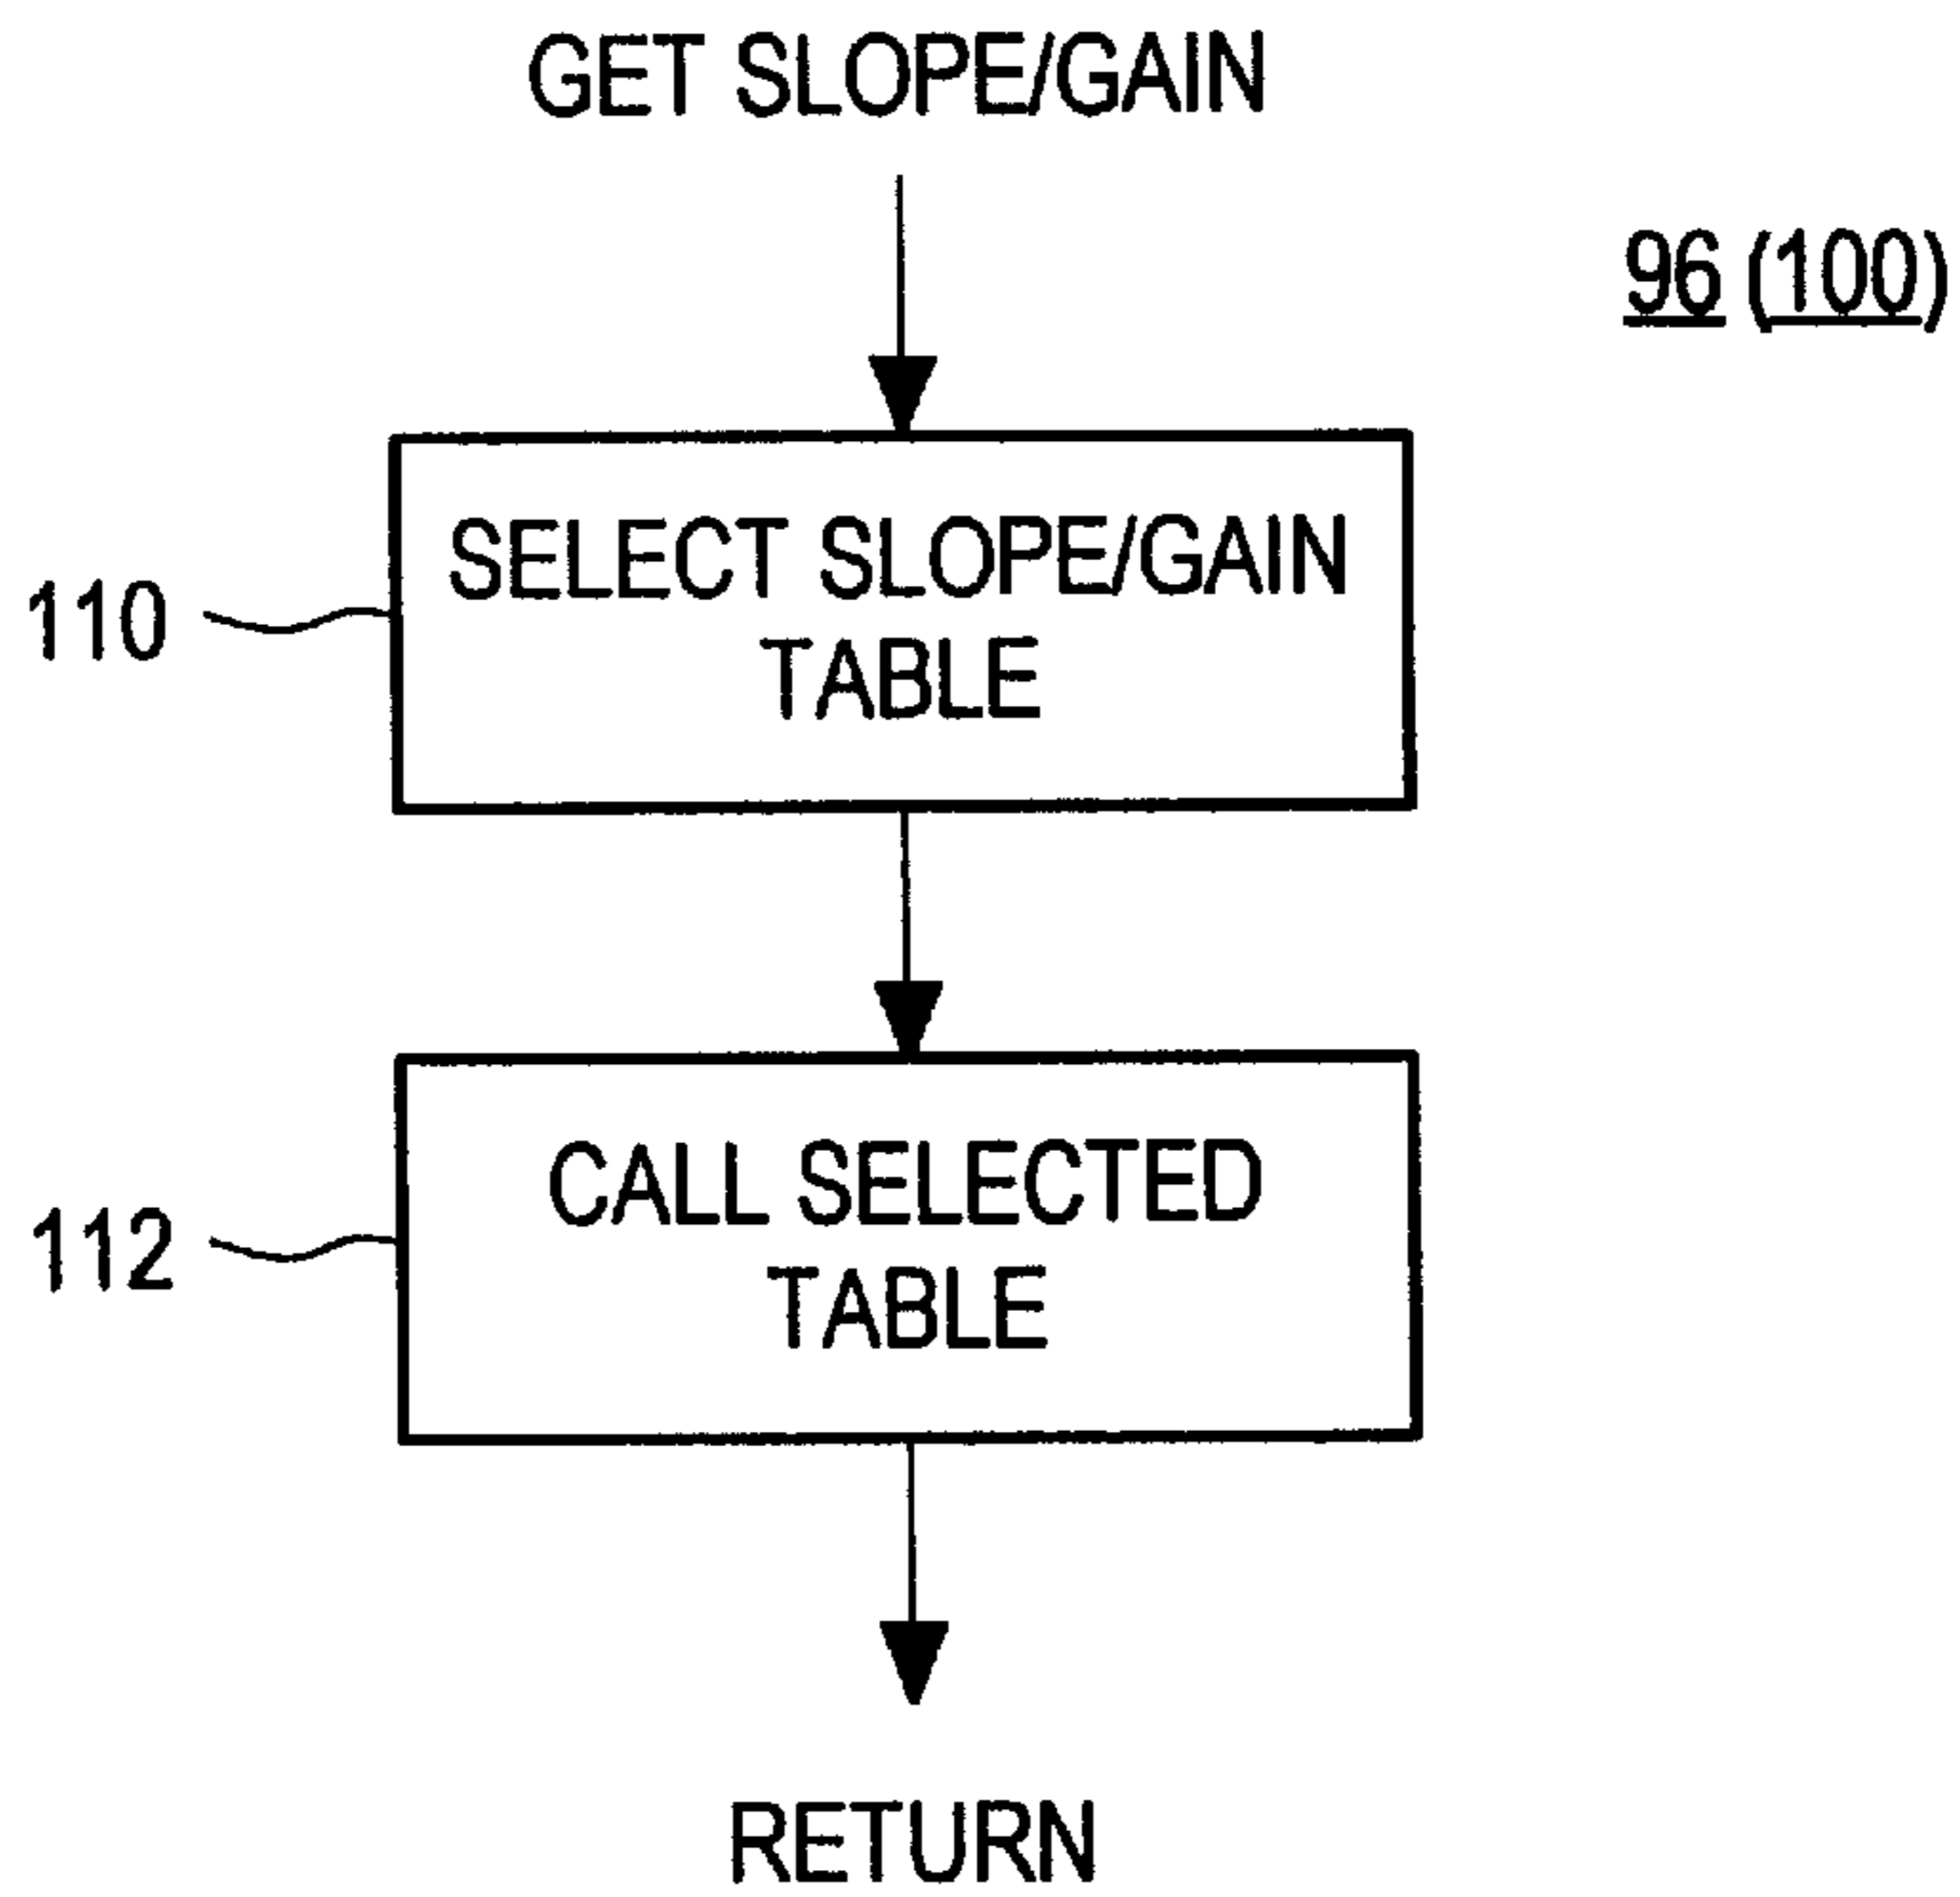 GET SLOPE/GAIN
96 (100)
110
SELECT SLOPE/GAIN
TABLE
112
CALL SELECTED
TABLE
RETURN